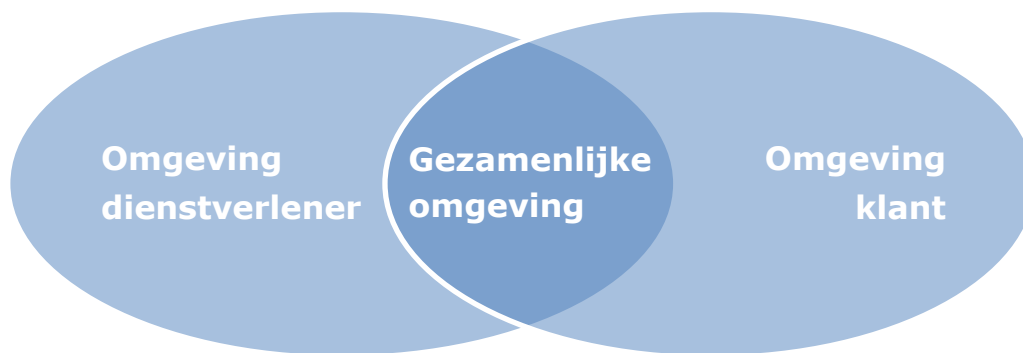 Omgeving
dienstverlener
Gezamenlijke
omgeving
Omgeving
klant